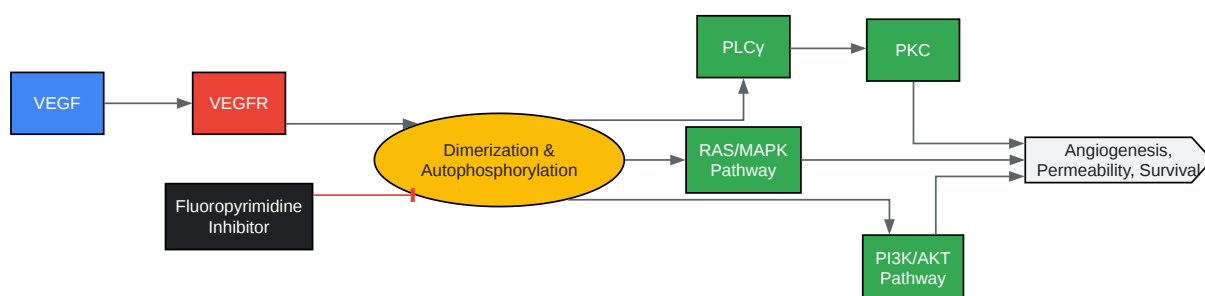 VEGF
VEGFR
Fluoropyrimidine
Inhibitor
Dimerization &
Autophosphorylation
PLCγ
PKC
RAS/MAPK
Pathway
PI3K/AKT
Pathway
Angiogenesis,
Permeability, Survival